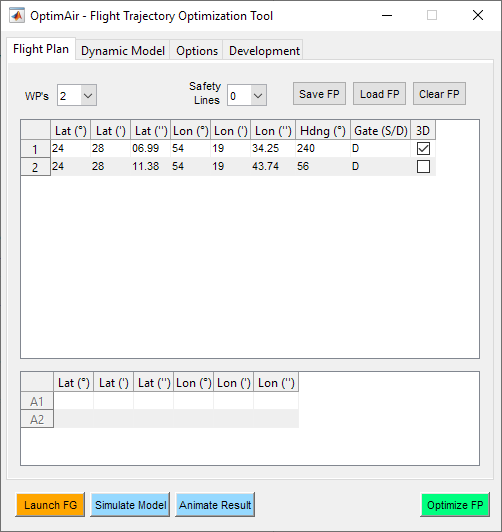 OptimAir - Flight Trajectory Optimization Tool
Flight Plan Dynamic Model Options Development
WP's 2 Safety Lines 0 Save FP Load FP Clear FP
Lat (°) Lat (') Lat ('') Lon (°) Lon (') Lon ('') Hdng (°) Gate (S/D) 3D
1 24 28 06.99 54 19 34.25 240 D
2 24 28 11.38 54 19 43.74 56 D
Lat (°) Lat (') Lat ('') Lon (°) Lon (') Lon ('')
A1
A2
Launch FG Simulate Model Animate Result Optimize FP